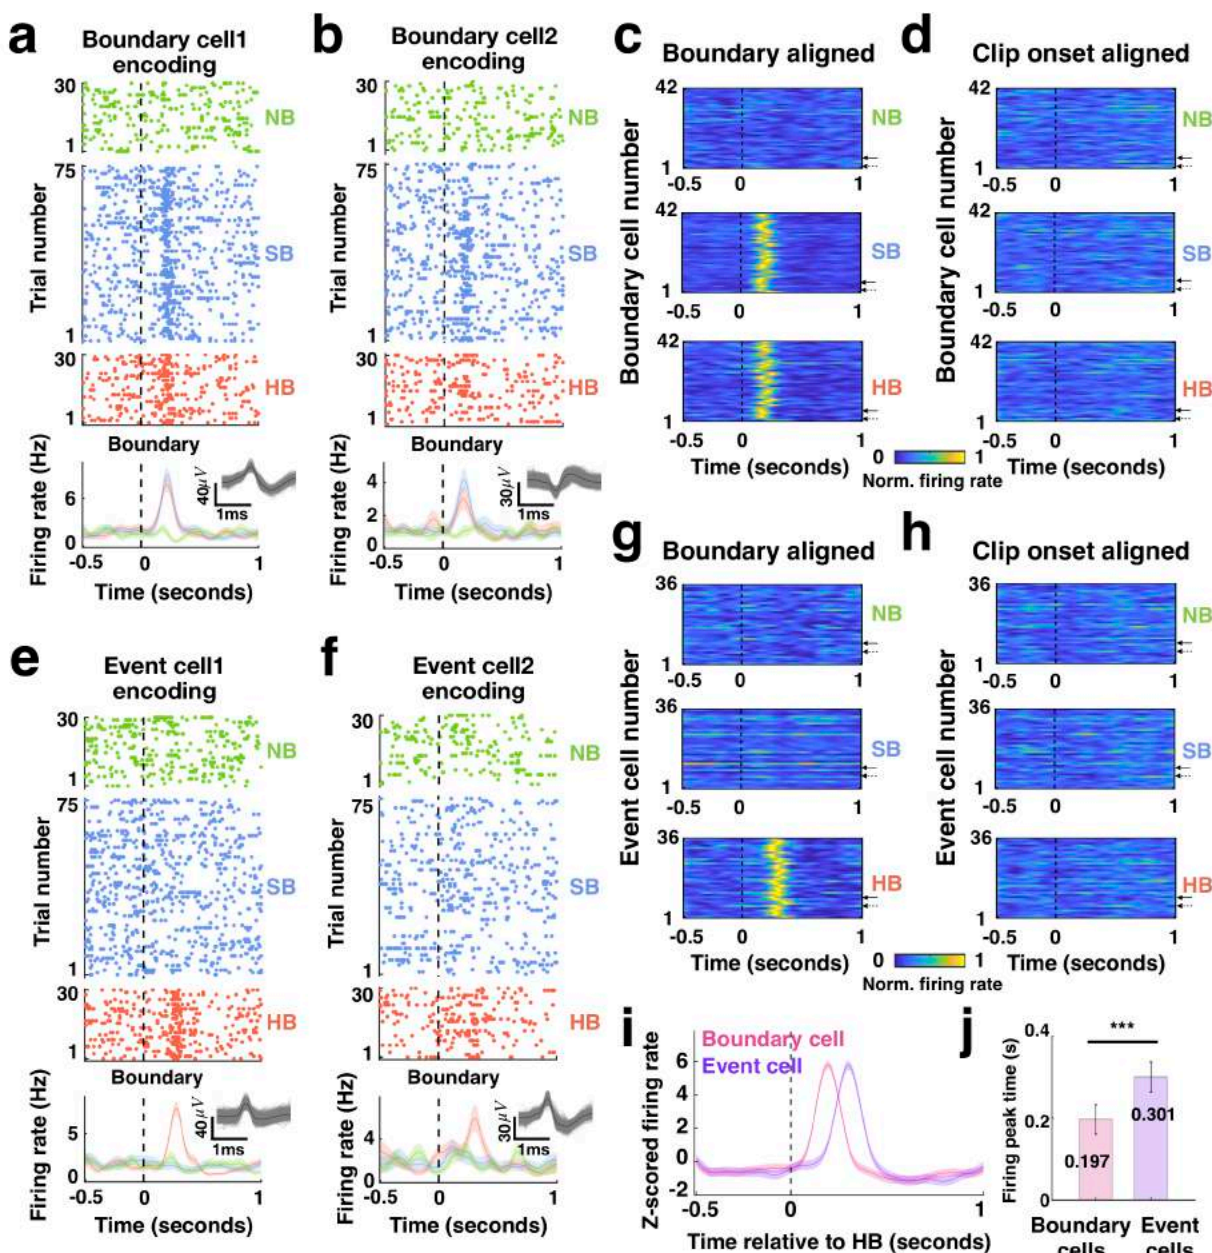 a
Boundary cell1
encoding
30
1
NB
75
1
SB
Trial number
30
1
HB
Boundary
Firing rate (Hz)
6
0
40μV
1ms
-0.5 0 1
Time (seconds)
b
Boundary cell2
encoding
30
1
NB
75
1
SB
Trial number
30
1
HB
Boundary
Firing rate (Hz)
4
2
0
30μV
1ms
-0.5 0 1
Time (seconds)
c
Boundary aligned
Boundary cell number
42
1
NB
-0.5 0 1
42
1
SB
-0.5 0 1
42
1
HB
-0.5 0 1
Time (seconds)
d
Clip onset aligned
Boundary cell number
42
1
NB
-0.5 0 1
42
1
SB
-0.5 0 1
42
1
HB
-0.5 0 1
Time (seconds)
0 1
Norm. firing rate
e
Event cell1
encoding
30
1
NB
75
1
SB
Trial number
30
1
HB
Boundary
Firing rate (Hz)
5
0
40μV
1ms
-0.5 0 1
Time (seconds)
f
Event cell2
encoding
30
1
NB
75
1
SB
Trial number
30
1
HB
Boundary
Firing rate (Hz)
4
0
30μV
1ms
-0.5 0 1
Time (seconds)
g
Boundary aligned
Event cell number
36
1
NB
-0.5 0 1
36
1
SB
-0.5 0 1
36
1
HB
-0.5 0 1
Time (seconds)
h
Clip onset aligned
Event cell number
36
1
NB
-0.5 0 1
36
1
SB
-0.5 0 1
36
1
HB
-0.5 0 1
Time (seconds)
0 1
Norm. firing rate
i
Boundary cell
Event cell
Z-scored firing rate
6
4
2
0
-2
-0.5 0 1
Time relative to HB (seconds)
j
Firing peak time (s)
0.4
0.2
0
***
0.197
0.301
Boundary Event
cells cells